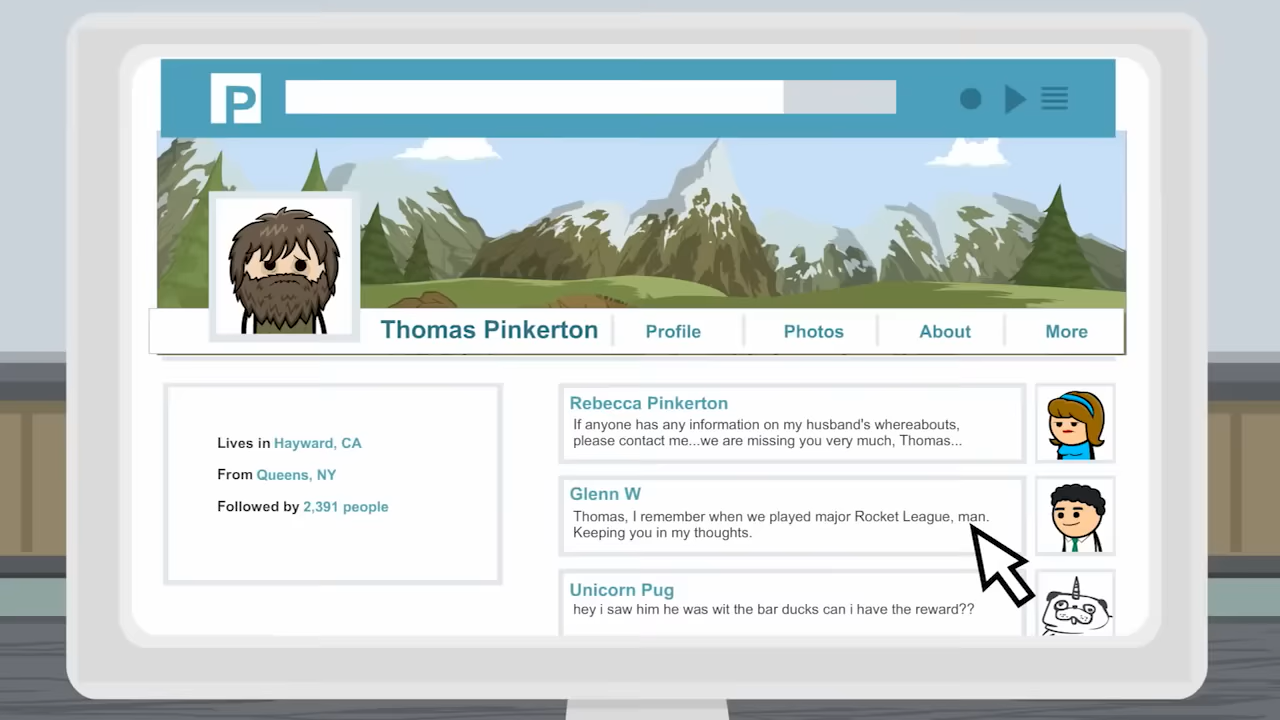 P
Thomas Pinkerton
Profile
Photos
About
More
Lives in Hayward, CA
From Queens, NY
Followed by 2,391 people
Rebecca Pinkerton
If anyone has any information on my husband's whereabouts,
please contact me...we are missing you very much, Thomas...
Glenn W
Thomas, I remember when we played major Rocket League, man.
Keeping you in my thoughts.
Unicorn Pug
hey i saw him he was wit the bar ducks can i have the reward??